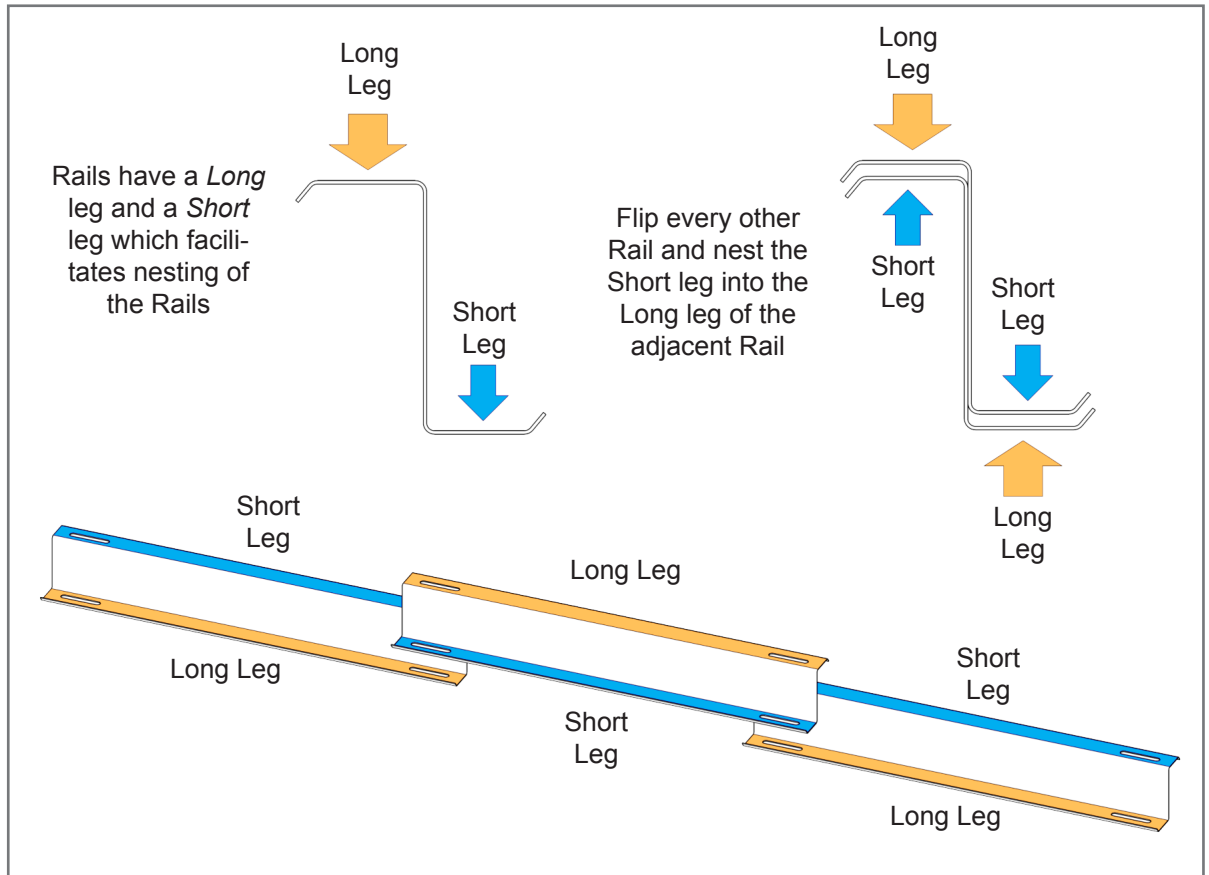 Long
Leg
Rails have a Long
leg and a Short
leg which facili-
tates nesting of
the Rails
Short
Leg
Long
Leg
Flip every other
Rail and nest the
Short leg into the
Long leg of the
adjacent Rail
Short
Leg
Short
Leg
Long
Leg
Short
Leg
Long Leg
Long Leg
Short
Leg
Short
Leg
Long Leg